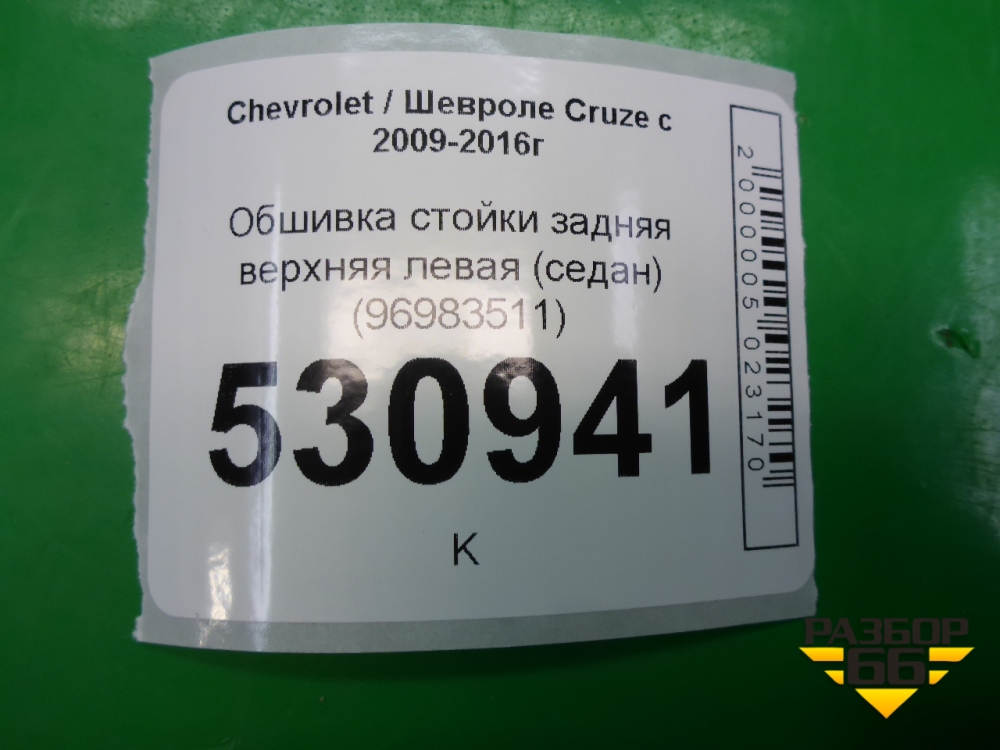 Chevrolet / Шевроле Cruze с
2009-2016г
Обшивка стойки задняя
верхняя левая (седан)
(96983511)
530941
К
2000005023170
РАЗБОР
66